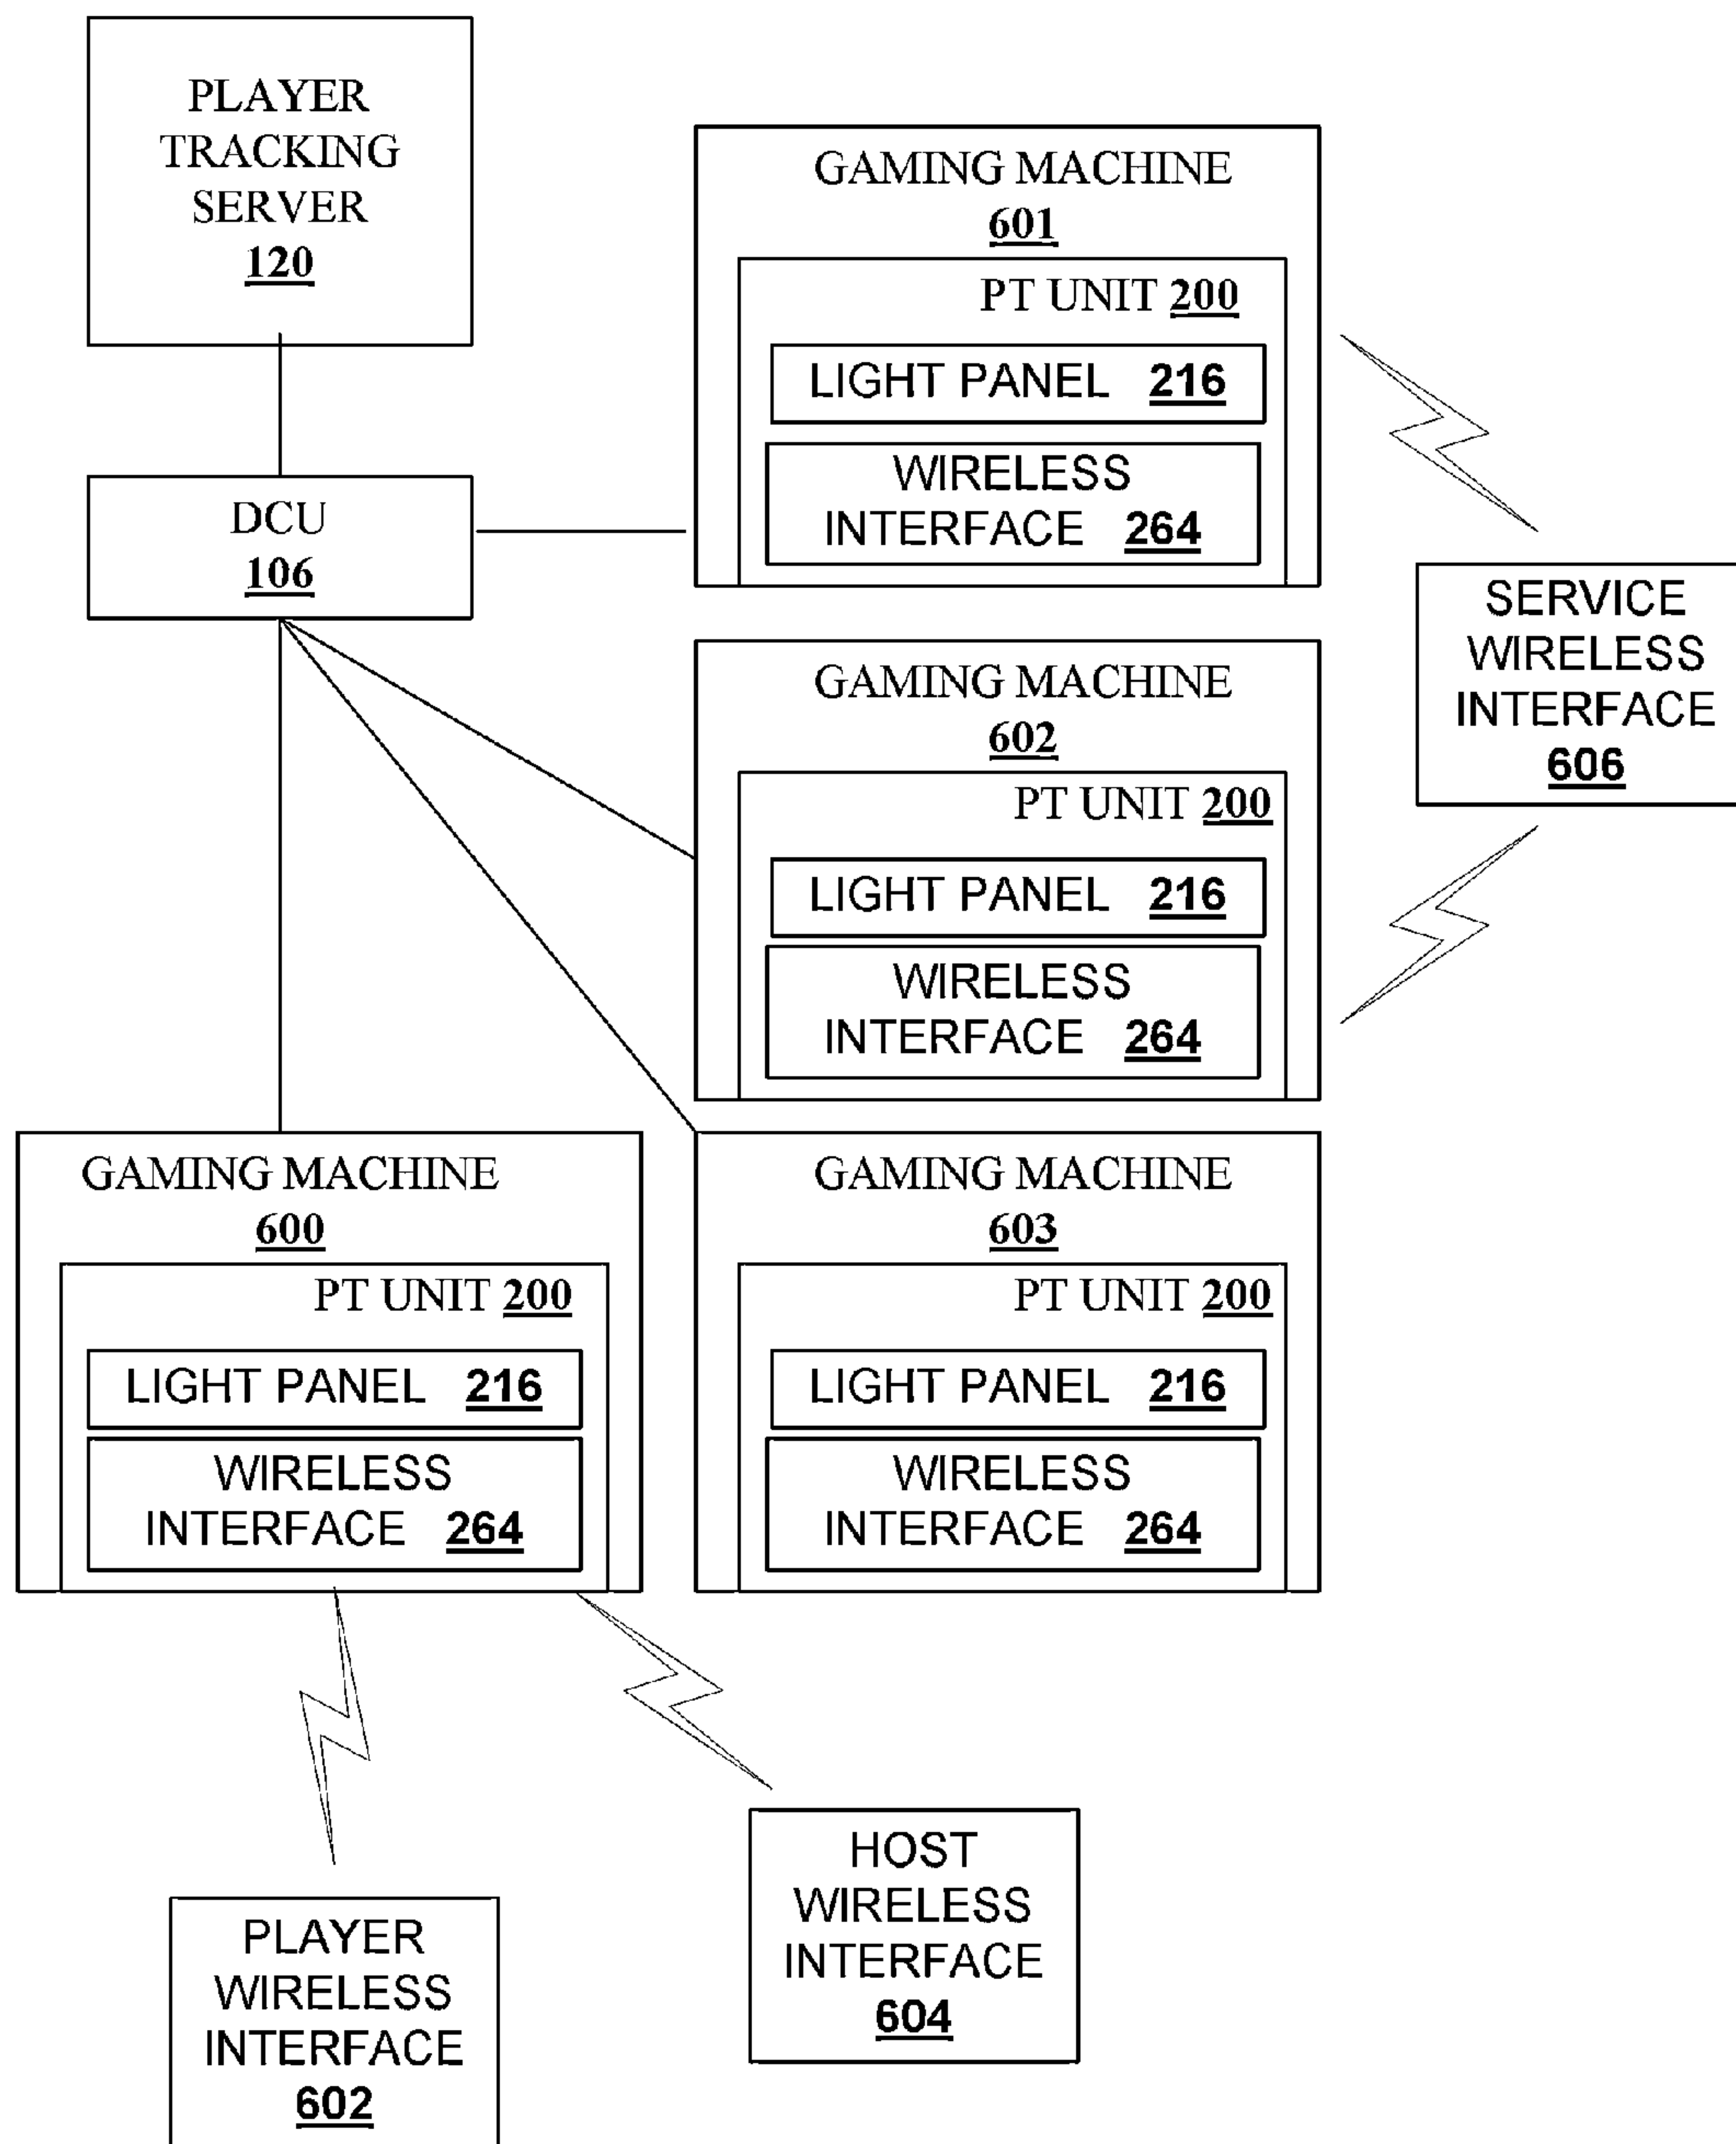 PLAYER
TRACKING
SERVER
120
DCU
106
GAMING MACHINE
601
PT UNIT 200
LIGHT PANEL 216
WIRELESS
INTERFACE 264
SERVICE
WIRELESS
INTERFACE
606
GAMING MACHINE
602
PT UNIT 200
LIGHT PANEL 216
WIRELESS
INTERFACE 264
GAMING MACHINE
600
PT UNIT 200
LIGHT PANEL 216
WIRELESS
INTERFACE 264
GAMING MACHINE
603
PT UNIT 200
LIGHT PANEL 216
WIRELESS
INTERFACE 264
HOST
WIRELESS
INTERFACE
604
PLAYER
WIRELESS
INTERFACE
602